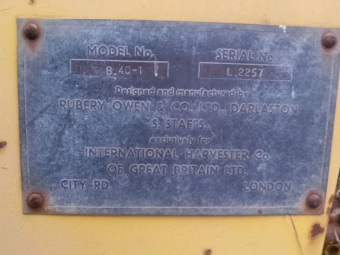 MODEL No. SERIAL No
B.40-1 L.2257
Designed and manufactured by
RUBERY OWEN & CO. LTD., DARLASTON
S. STAFFS.
exclusively for
INTERNATIONAL HARVESTER Co
OF GREAT BRITAIN LTD
CITY RD LONDON